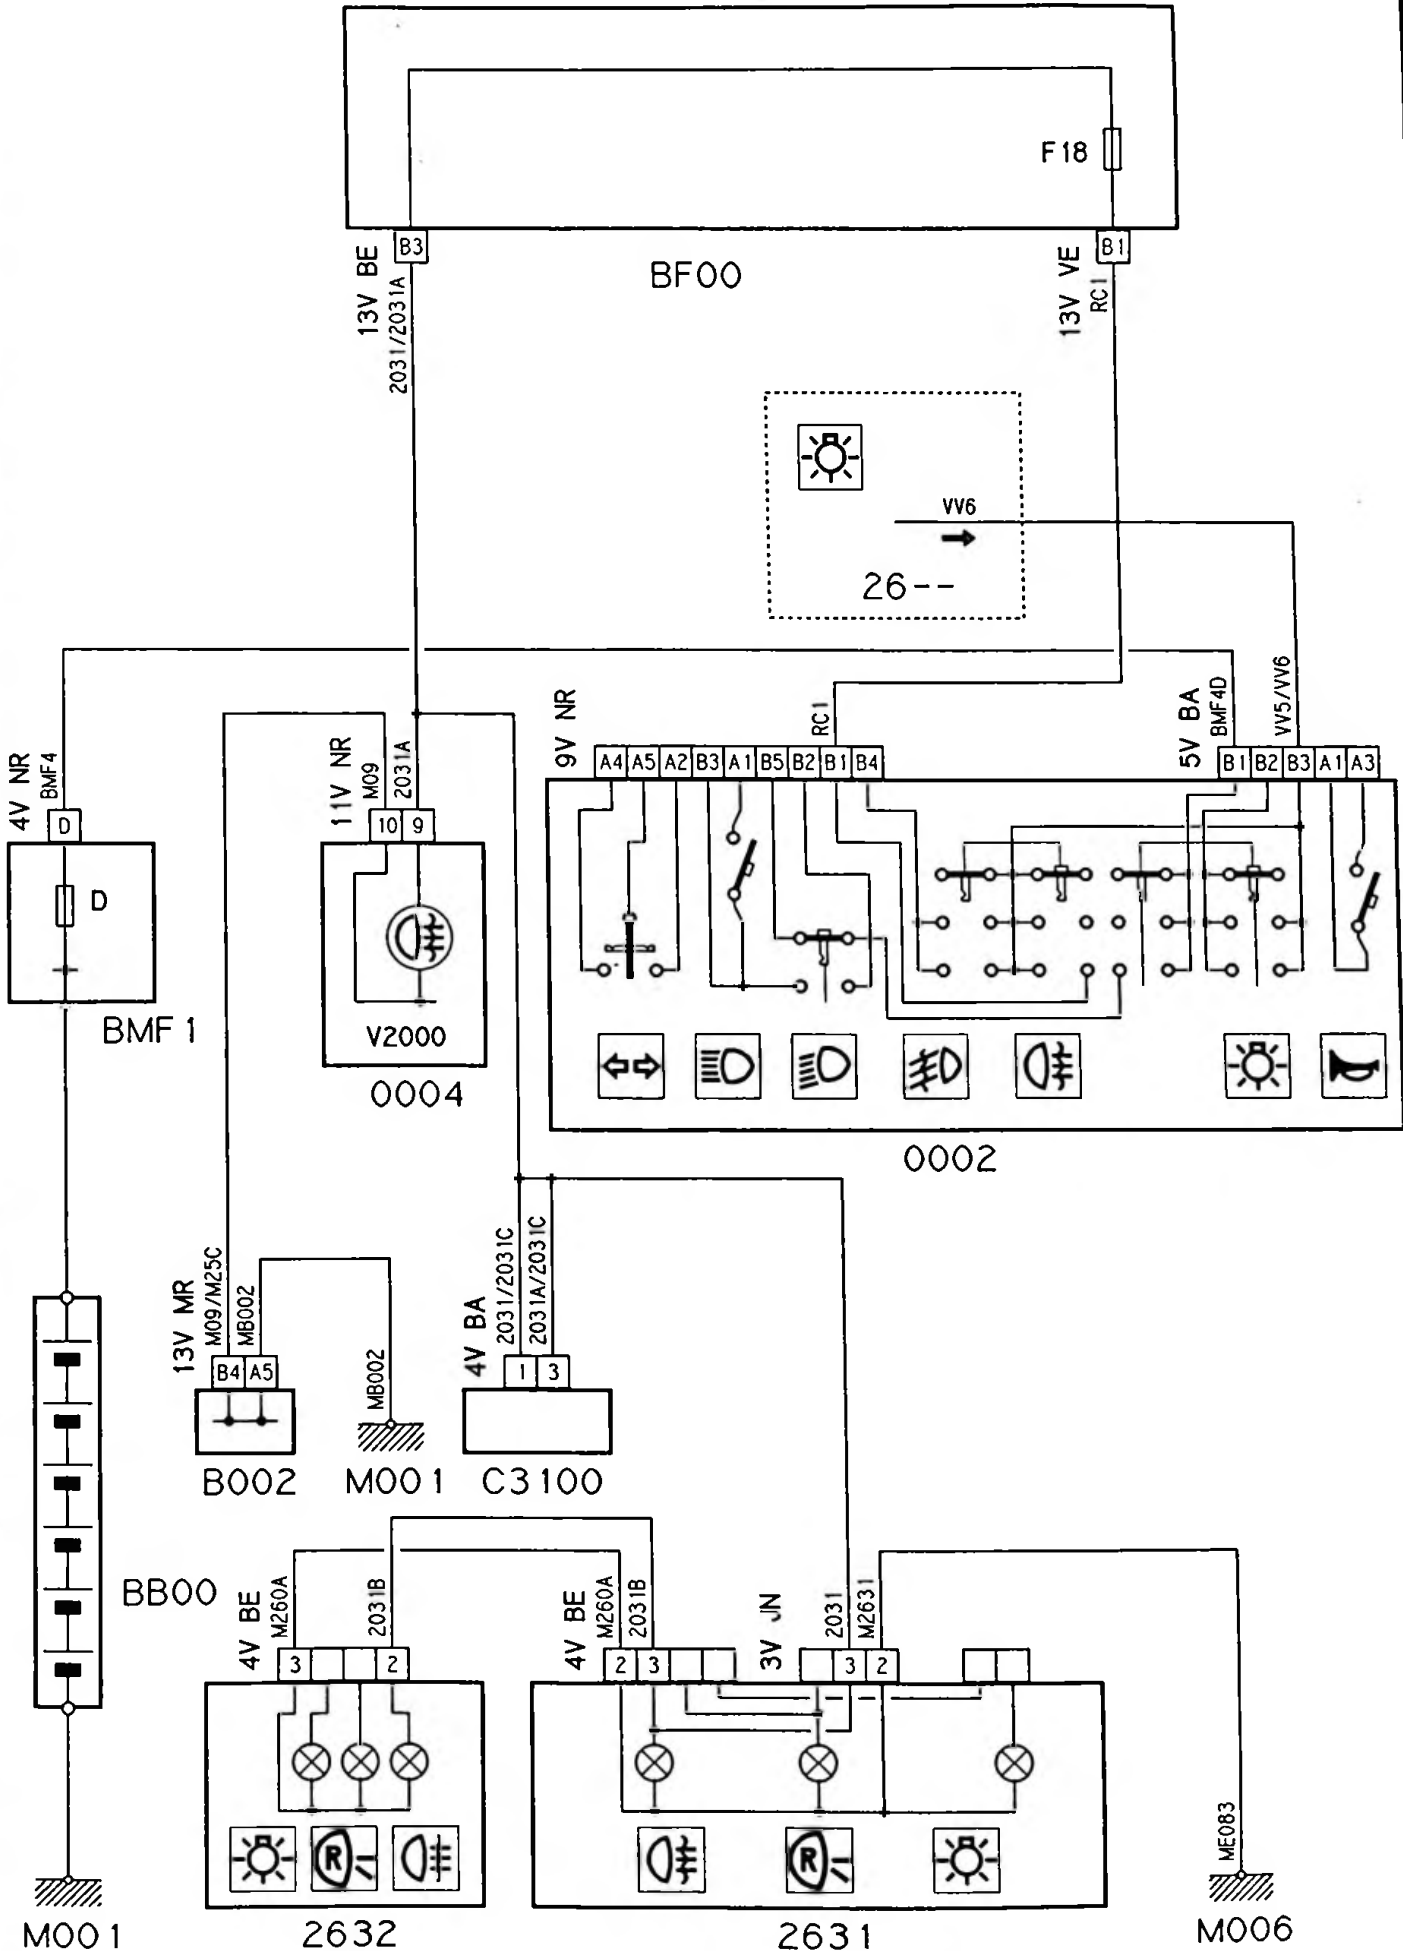 F18
B3
B1
13V BE
2031/2031A
BF00
13V VE
RC1
VV6
26--
4V NR
BMF4
D
D
BMF1
11V NR
M09
2031A
10
9
V2000
0004
9V NR
RC1
A4
A5
A2
B3
A1
B5
B2
B1
B4
5V BA
BMF4D
VV5/VV6
B1
B2
B3
A1
A3
0002
13V MR
M09/M25C
MB002
B4
A5
B002
MB002
M001
4V BA
2031/2031C
2031A/2031C
1
3
C3100
BB00
M001
4V BE
M260A
2031B
3
2
R
2632
4V BE
M260A
2031B
2
3
3V JN
2031
M2631
3
2
R
2631
ME083
M006